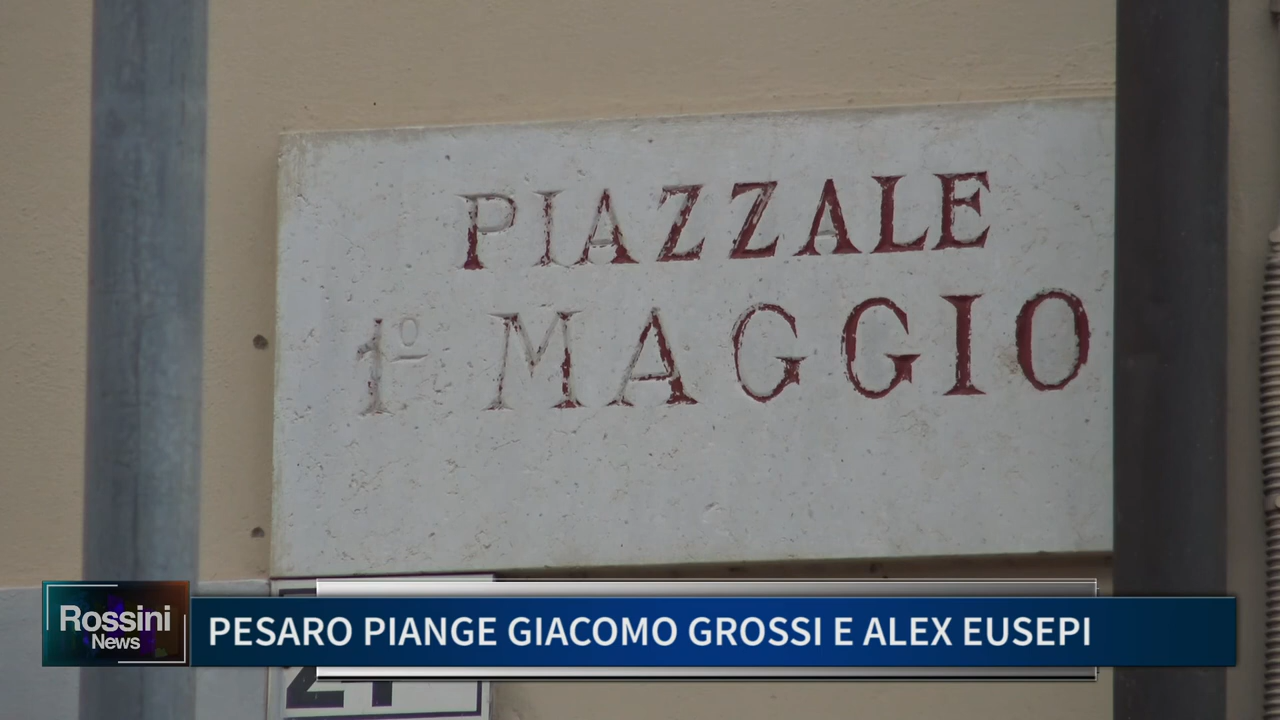 PIAZZALE
1º MAGGIO
Rossini
News
PESARO PIANGE GIACOMO GROSSI E ALEX EUSEPI